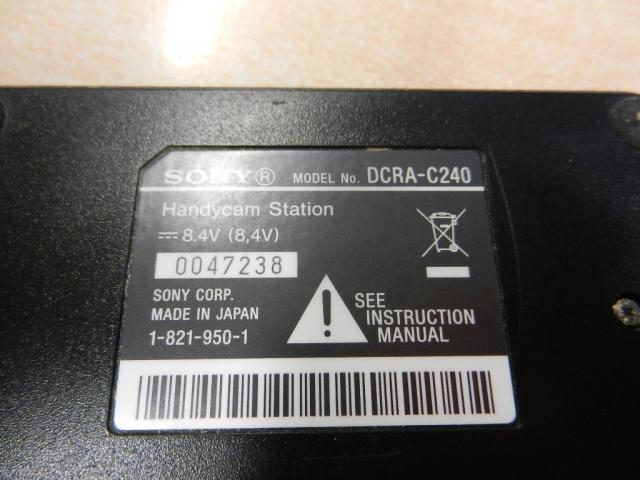 SONY® MODEL No. DCRA-C240
Handycam Station
⎓ 8.4V (8,4V)
0047238
SONY CORP.
MADE IN JAPAN
1-821-950-1
SEE
INSTRUCTION
MANUAL